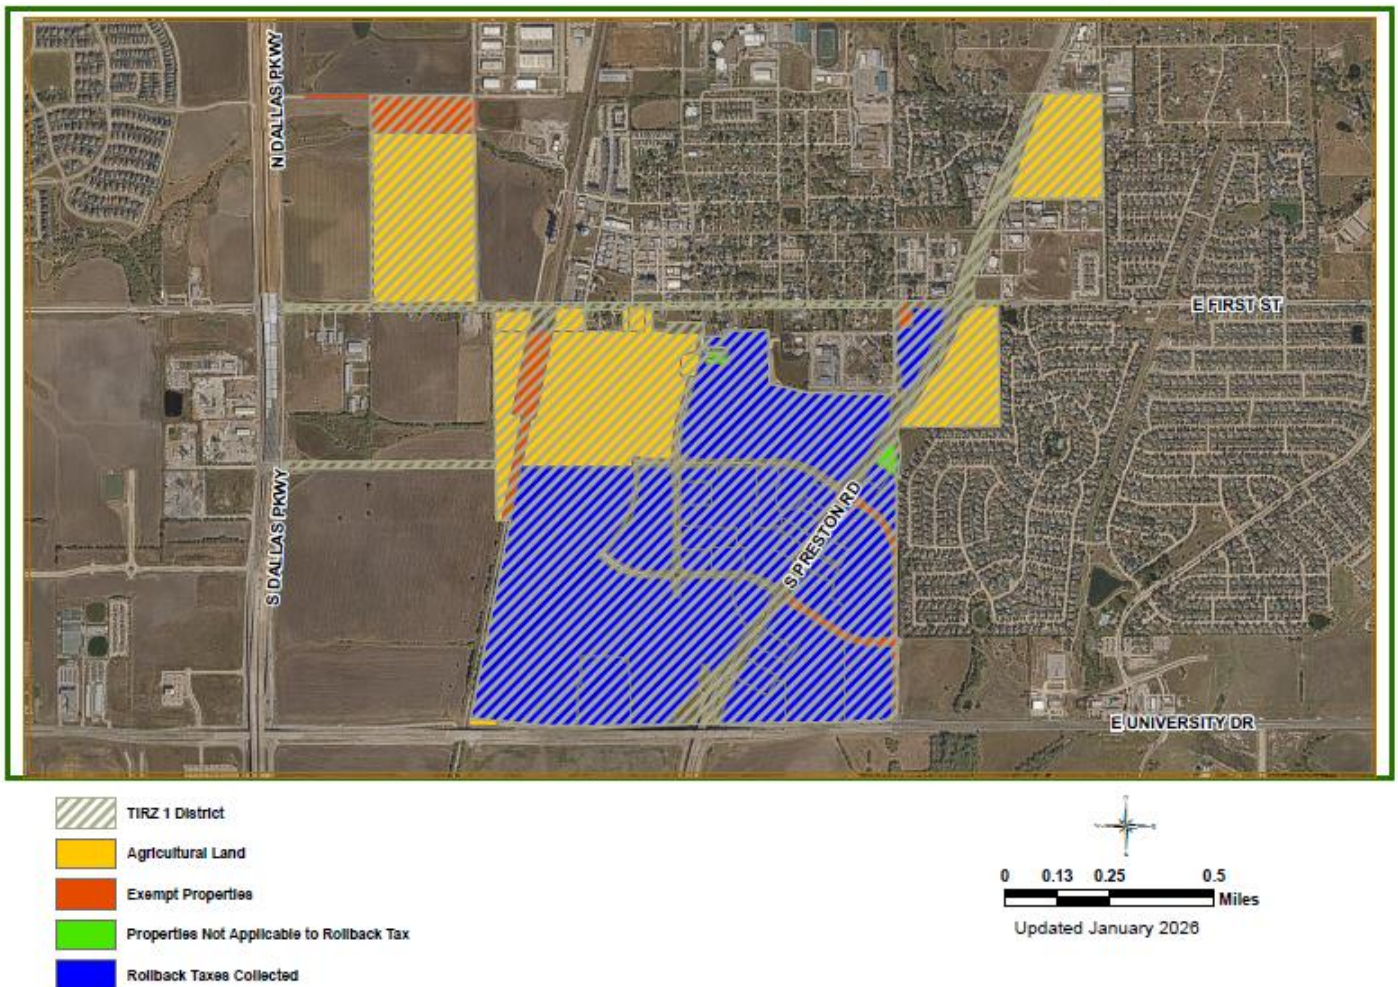 N DALLAS PKWY
E FIRST ST
S DALLAS PKWY
S PRESTON RD
E UNIVERSITY DR
TIRZ 1 District
Agricultural Land
Exempt Properties
Properties Not Applicable to Rollback Tax
Rollback Taxes Collected
0 0.13 0.25 0.5
Miles
Updated January 2026